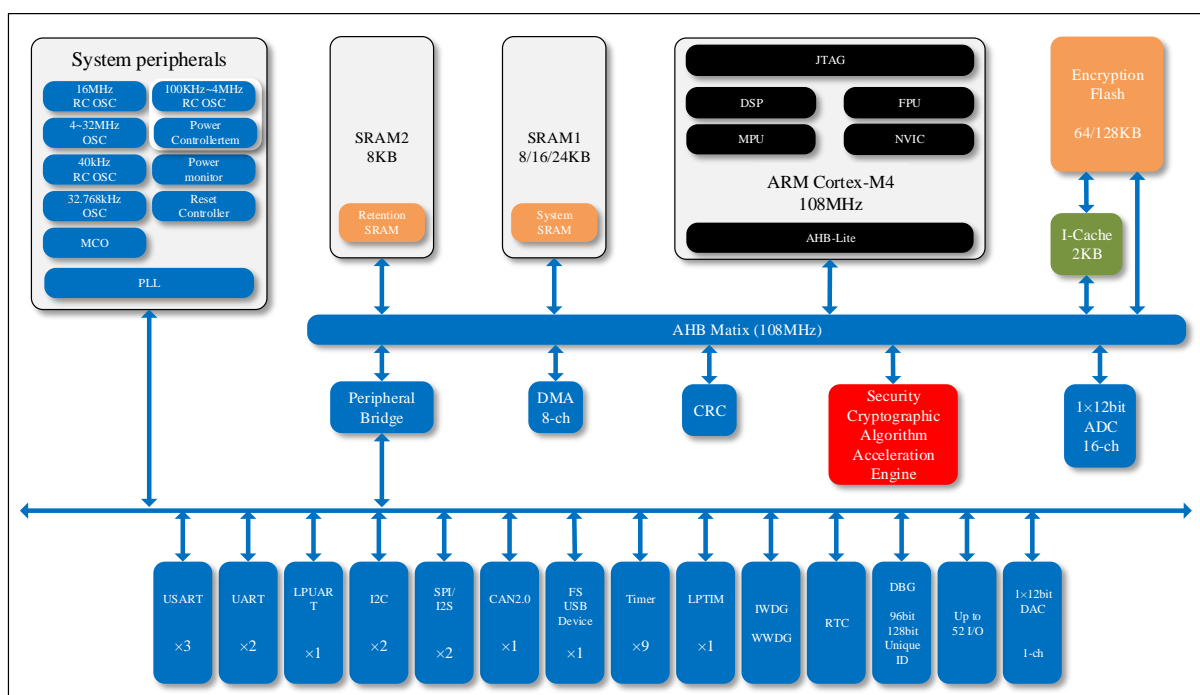 System peripherals
16MHz
RC OSC
100KHz~4MHz
RC OSC
4~32MHz
OSC
Power
Controllertem
40kHz
RC OSC
Power
monitor
32.768kHz
OSC
Reset
Controller
MCO
PLL
SRAM2
8KB
Retention
SRAM
SRAM1
8/16/24KB
System
SRAM
JTAG
DSP
FPU
MPU
NVIC
ARM Cortex-M4
108MHz
AHB-Lite
Encryption
Flash
64/128KB
I-Cache
2KB
AHB Matix (108MHz)
Peripheral
Bridge
DMA
8-ch
CRC
Security
Cryptographic
Algorithm
Acceleration
Engine
1×12bit
ADC
16-ch
USART
×3
UART
×2
LPUAR
T
×1
I2C
×2
SPI/
I2S
×2
CAN2.0
×1
FS
USB
Device
×1
Timer
×9
LPTIM
×1
IWDG
WWDG
RTC
DBG
96bit
128bit
Unique
ID
Up to
52 I/O
1×12bit
DAC
1-ch